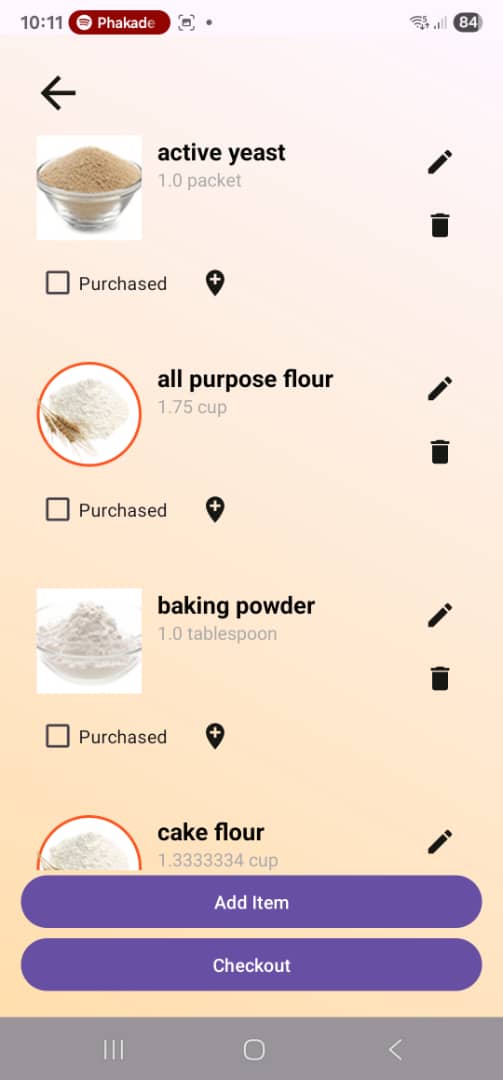 10:11 Phakade 84
active yeast
1.0 packet
Purchased
all purpose flour
1.75 cup
Purchased
baking powder
1.0 tablespoon
Purchased
cake flour
1.3333334 cup
Add Item
Checkout